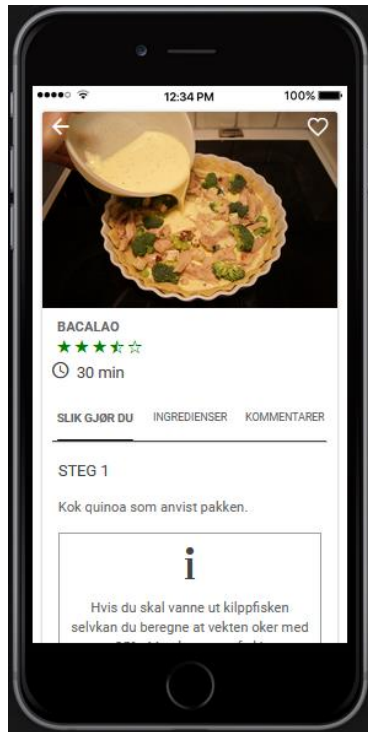 12:34 PM
100%
BACALAO
30 min
SLIK GJØR DU INGREDIENSER KOMMENTARER
STEG 1
Kok quinoa som anvist pakken.
i
Hvis du skal vanne ut kilppfisken
selvkan du beregne at vekten oker med